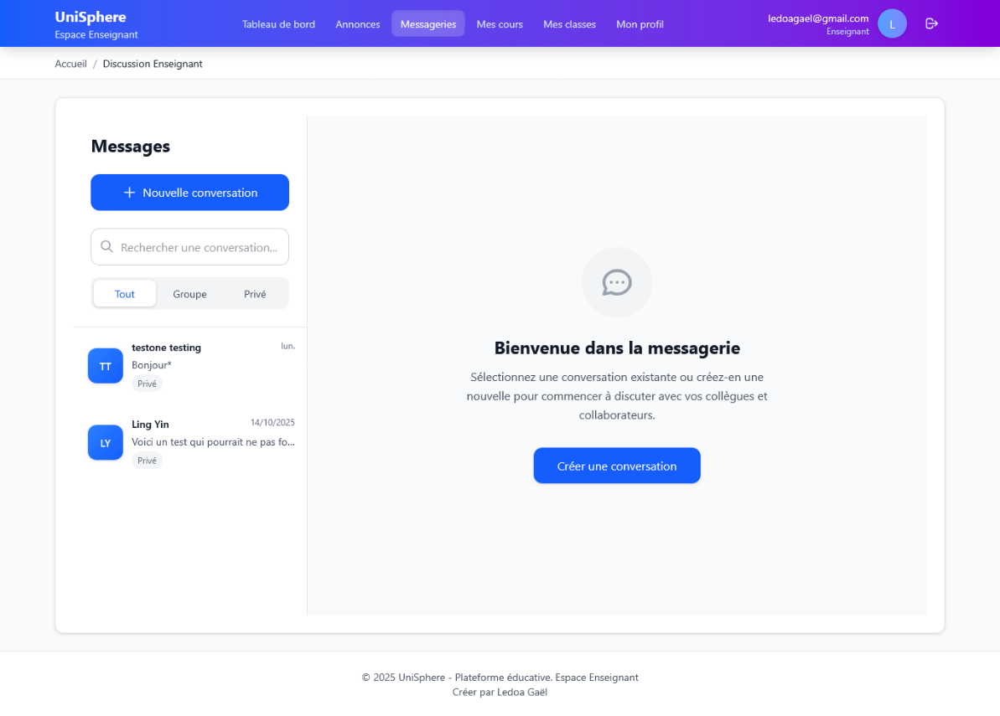 UniSphere
Espace Enseignant
Tableau de bord
Annonces
Messageries
Mes cours
Mes classes
Mon profil
ledoagael@gmail.com
Enseignant
L
Accueil / Discussion Enseignant
Messages
Nouvelle conversation
Rechercher une conversation...
Tout
Groupe
Privé
TT
testone testing
lun.
Bonjour*
Privé
LY
Ling Yin
14/10/2025
Voici un test qui pourrait ne pas fo...
Privé
Bienvenue dans la messagerie
Sélectionnez une conversation existante ou créez-en une
nouvelle pour commencer à discuter avec vos collègues et
collaborateurs.
Créer une conversation
© 2025 UniSphere - Plateforme éducative. Espace Enseignant
Créer par Ledoa Gaël